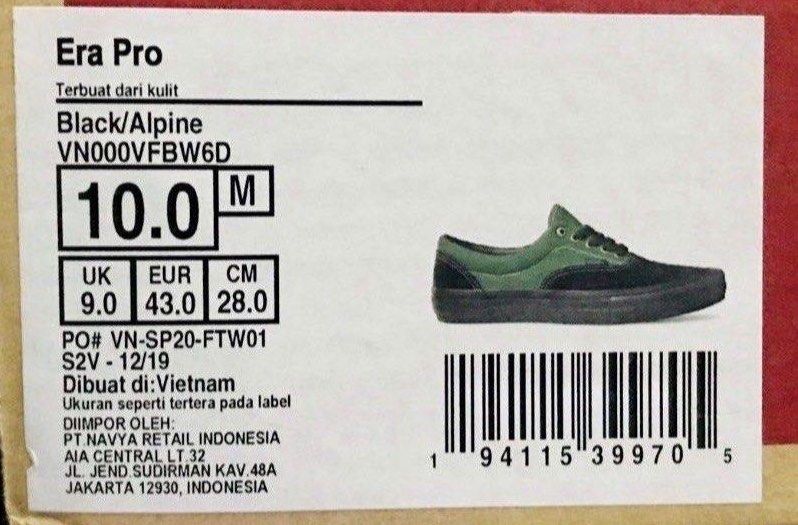 Era Pro
Terbuat dari kulit
Black/Alpine
VN000VFBW6D
10.0 M
UK EUR CM
9.0 43.0 28.0
PO# VN-SP20-FTW01
S2V - 12/19
Dibuat di:Vietnam
Ukuran seperti tertera pada label
DIIMPOR OLEH:
PT.NAVYA RETAIL INDONESIA
AIA CENTRAL LT.32
JL. JEND.SUDIRMAN KAV.48A
JAKARTA 12930, INDONESIA
1 94115 39970 5